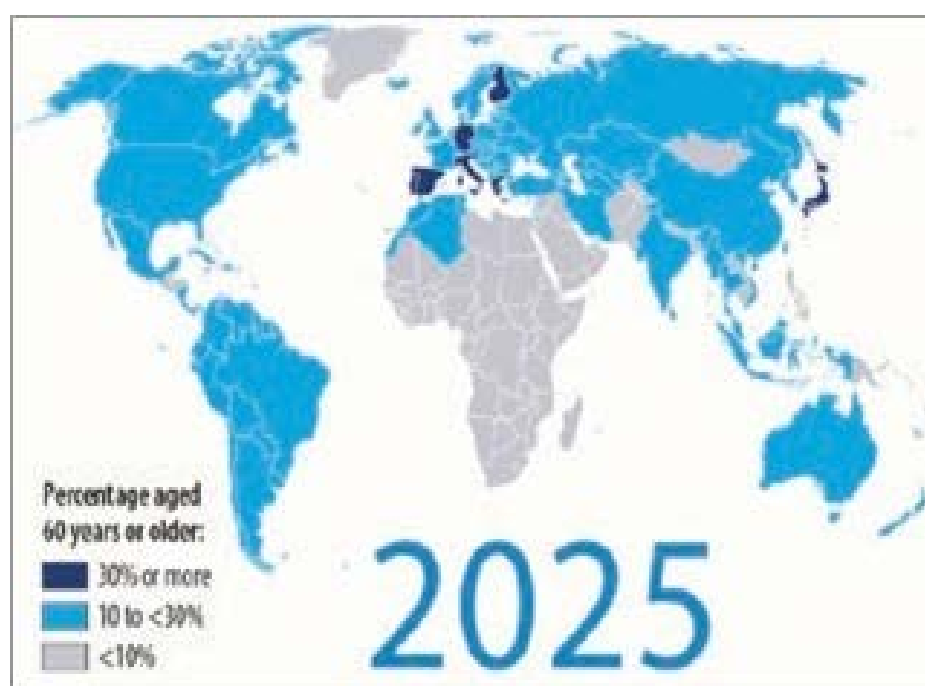 Percentage aged
60 years or older:
30% or more
10 to <30%
<10%
2025